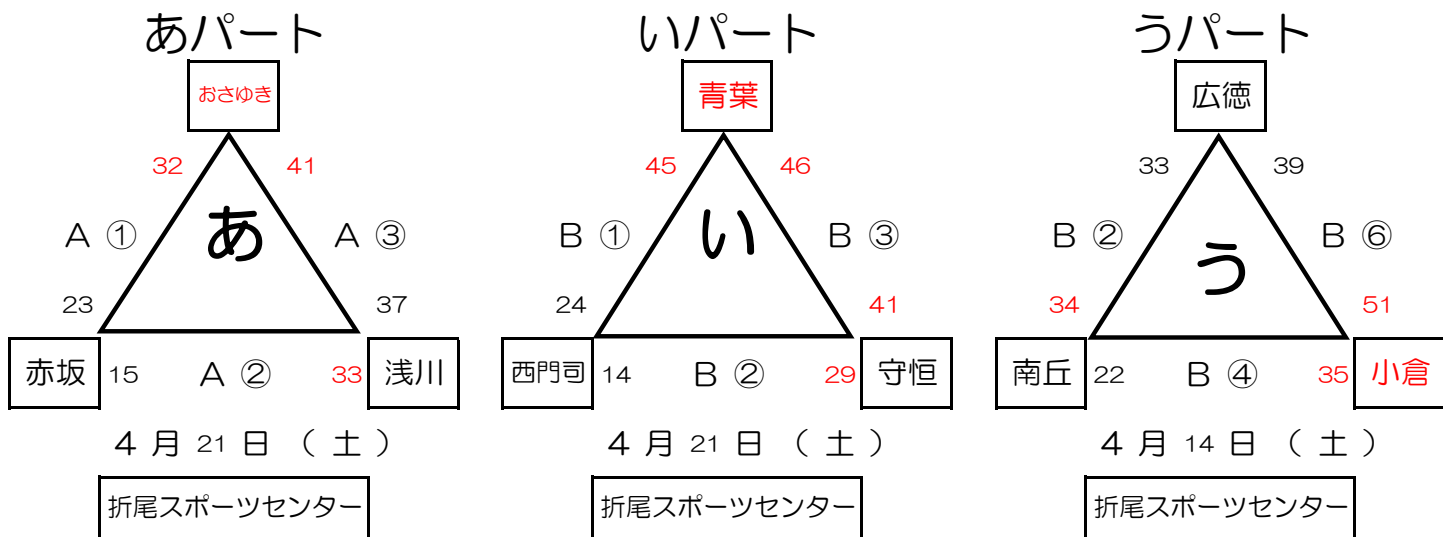 あパート いパート うパート
おさゆき 青葉 広徳
32 41 45 46 33 39
A ① あ A ③ B ① い B ③ B ② う B ⑥
23 37 24 41 34 51
赤坂 15 A ② 33 浅川 西門司 14 B ② 29 守恒 南丘 22 B ④ 35 小倉
4 月 21 日 （ 土 ） 4 月 21 日 （ 土 ） 4 月 14 日 （ 土 ）
折尾スポーツセンター 折尾スポーツセンター 折尾スポーツセンター